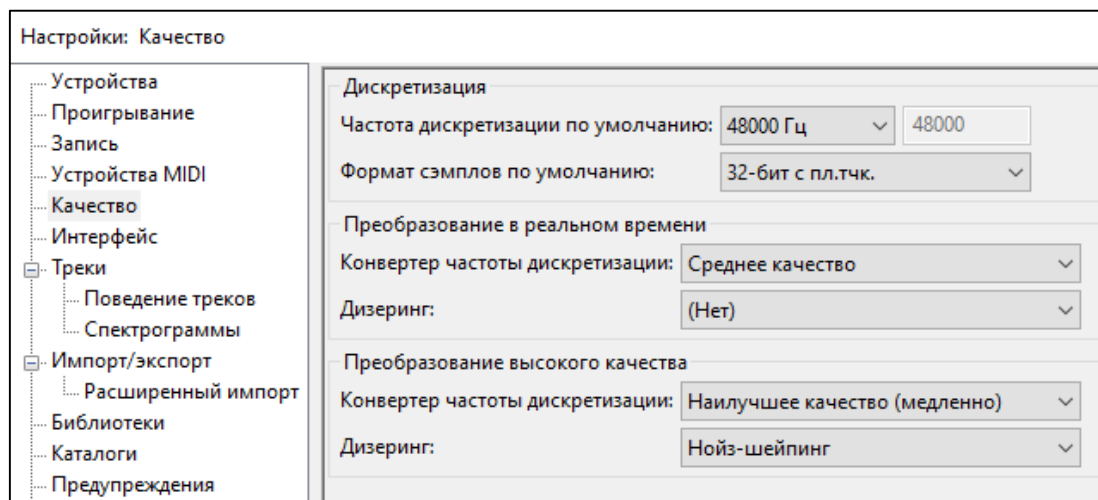 Настройки: Качество
Устройства
Проигрывание
Запись
Устройства MIDI
Качество
Интерфейс
Треки
Поведение треков
Спектрограммы
Импорт/экспорт
Расширенный импорт
Библиотеки
Каталоги
Предупреждения
Дискретизация
Частота дискретизации по умолчанию: 48000 Гц 48000
Формат сэмплов по умолчанию: 32-бит с пл.тчк.
Преобразование в реальном времени
Конвертер частоты дискретизации: Среднее качество
Дизеринг: (Нет)
Преобразование высокого качества
Конвертер частоты дискретизации: Наилучшее качество (медленно)
Дизеринг: Нойз-шейпинг